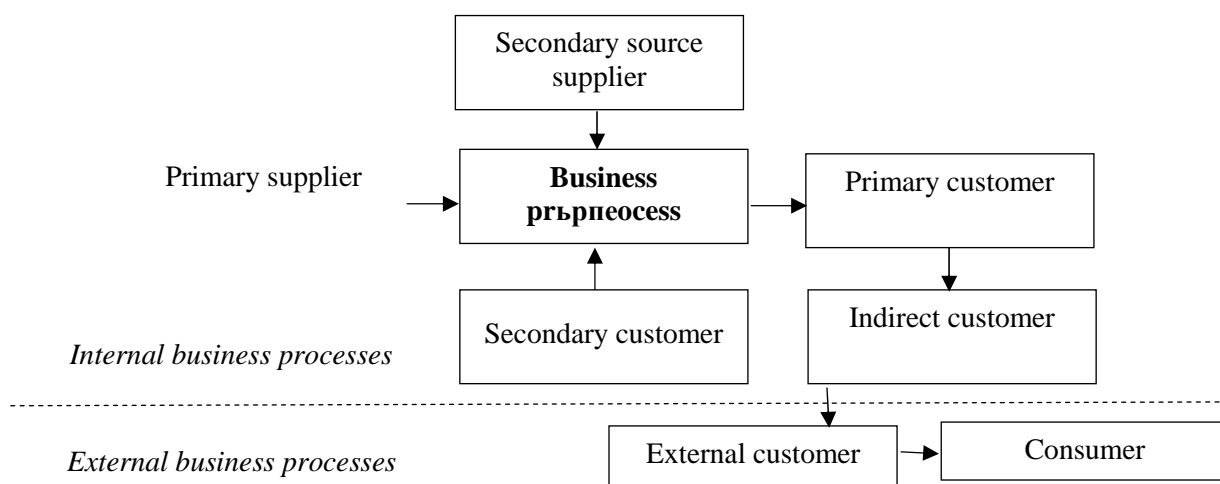 Secondary source
supplier
Primary supplier
Business
prьрпеocess
Primary customer
Secondary customer
Indirect customer
Internal business processes
External customer
Consumer
External business processes